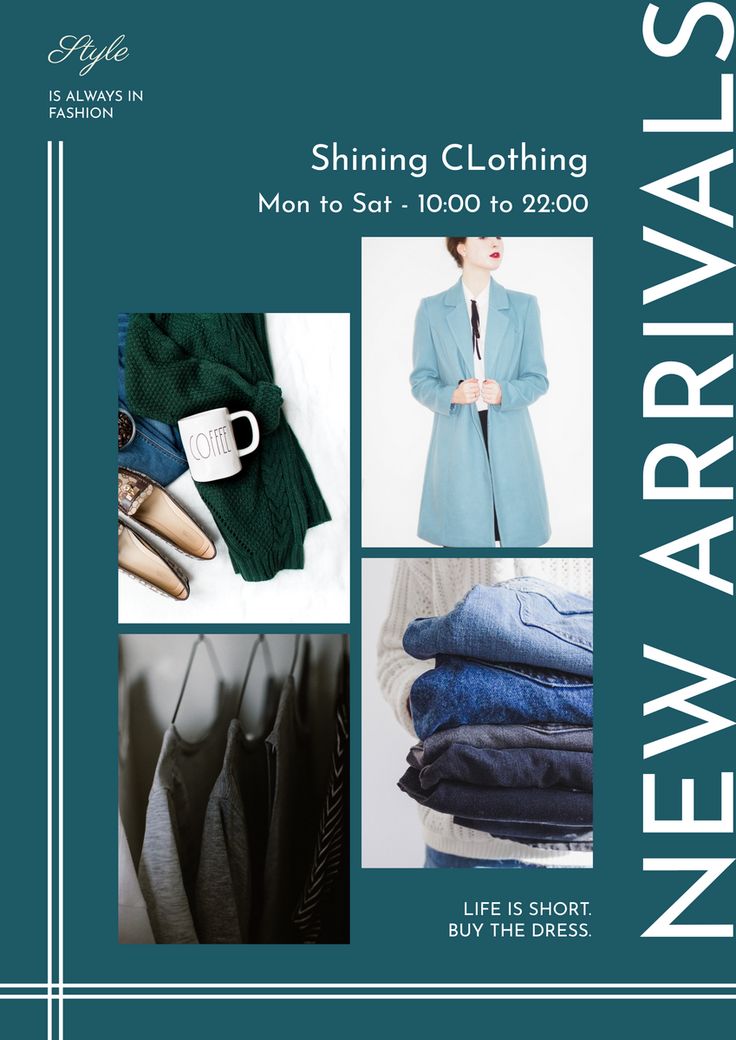 Style
IS ALWAYS IN
FASHION
Shining CLothing
Mon to Sat - 10:00 to 22:00
COFFEE
NEW ARRIVALS
LIFE IS SHORT.
BUY THE DRESS.